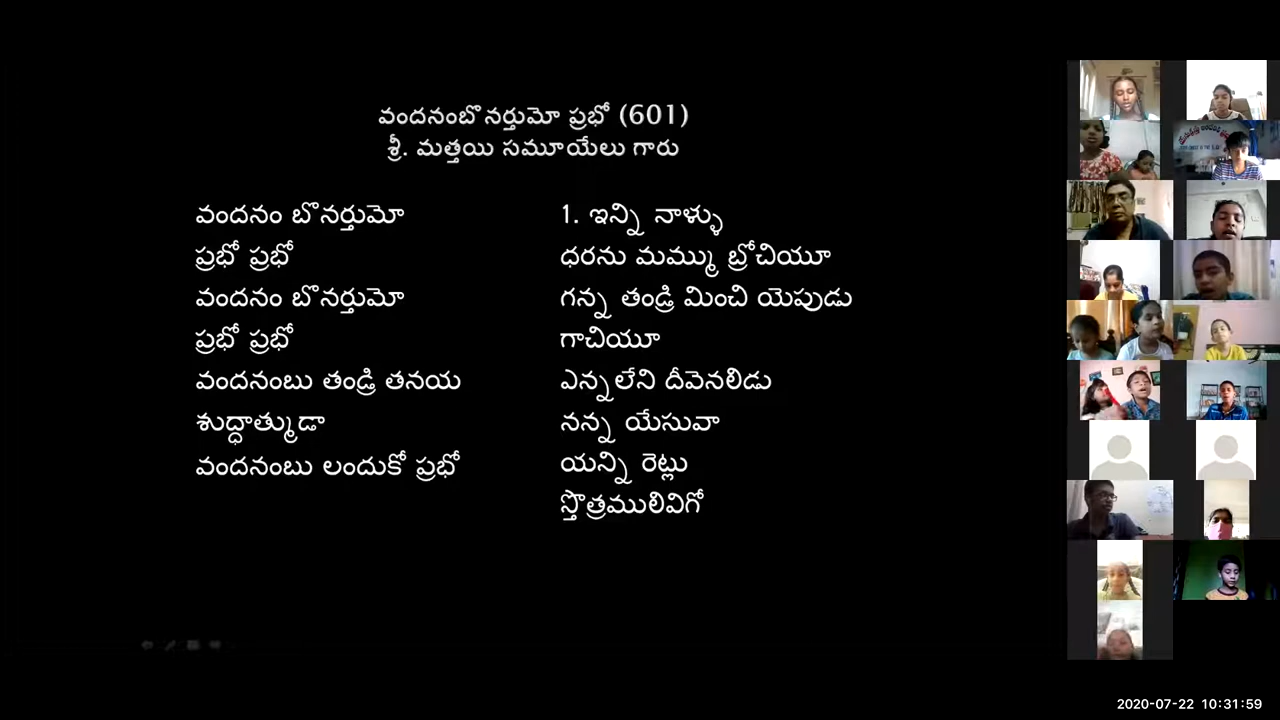 వందనంబొనర్తుమో ప్రభో (601)
శ్రీ. మత్తయి సమూయేలు గారు
వందనం బొనర్తుమో
ప్రభో ప్రభో
వందనం బొనర్తుమో
ప్రభో ప్రభో
వందనంబు తండ్రి తనయ
శుద్ధాత్ముడా
వందనంబు లందుకో ప్రభో
1. ఇన్ని నాళ్ళు
ధరను మమ్ము బ్రోచియూ
గన్న తండ్రి మించి యెపుడు
గాచియూ
ఎన్నలేని దీవెనలిడు
నన్న యేసువా
యన్ని రెట్లు
స్తొత్రములివిగో
2020-07-22 10:31:59